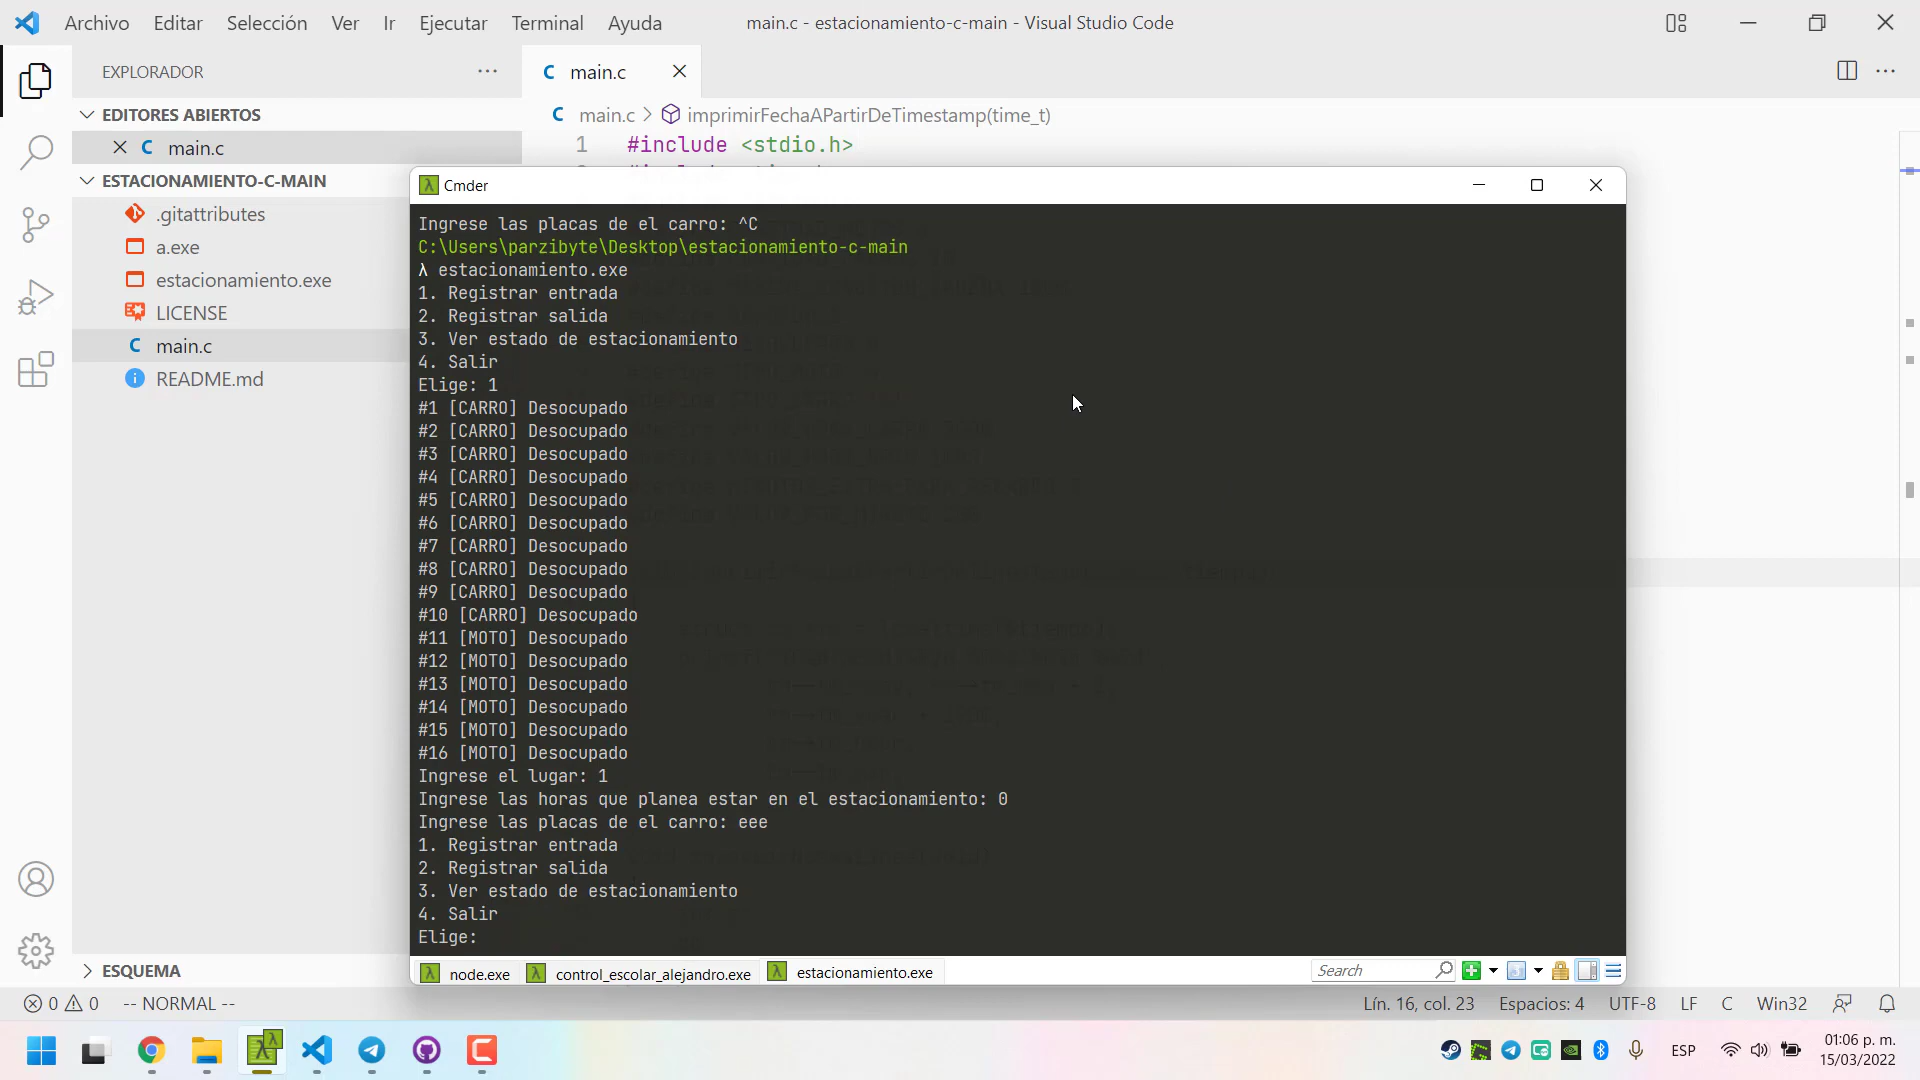 Archivo Editar Selección Ver Ir Ejecutar Terminal Ayuda
main.c - estacionamiento-c-main - Visual Studio Code
EXPLORADOR
main.c
EDITORES ABIERTOS
main.c
ESTACIONAMIENTO-C-MAIN
.gitattributes
a.exe
estacionamiento.exe
LICENSE
main.c
README.md
ESQUEMA
main.c > imprimirFechaAPartirDeTimestamp(time_t)
1 #include <stdio.h>
Cmder
Ingrese las placas de el carro: ^C
C:\Users\parzibyte\Desktop\estacionamiento-c-main
λ estacionamiento.exe
1. Registrar entrada
2. Registrar salida
3. Ver estado de estacionamiento
4. Salir
Elige: 1
#1 [CARRO] Desocupado
#2 [CARRO] Desocupado
#3 [CARRO] Desocupado
#4 [CARRO] Desocupado
#5 [CARRO] Desocupado
#6 [CARRO] Desocupado
#7 [CARRO] Desocupado
#8 [CARRO] Desocupado
#9 [CARRO] Desocupado
#10 [CARRO] Desocupado
#11 [MOTO] Desocupado
#12 [MOTO] Desocupado
#13 [MOTO] Desocupado
#14 [MOTO] Desocupado
#15 [MOTO] Desocupado
#16 [MOTO] Desocupado
Ingrese el lugar: 1
Ingrese las horas que planea estar en el estacionamiento: 0
Ingrese las placas de el carro: eee
1. Registrar entrada
2. Registrar salida
3. Ver estado de estacionamiento
4. Salir
Elige:
node.exe control_escolar_alejandro.exe estacionamiento.exe
Search
0 0 -- NORMAL --
Lín. 16, col. 23 Espacios: 4 UTF-8 LF C Win32
ESP
01:06 p. m.
15/03/2022